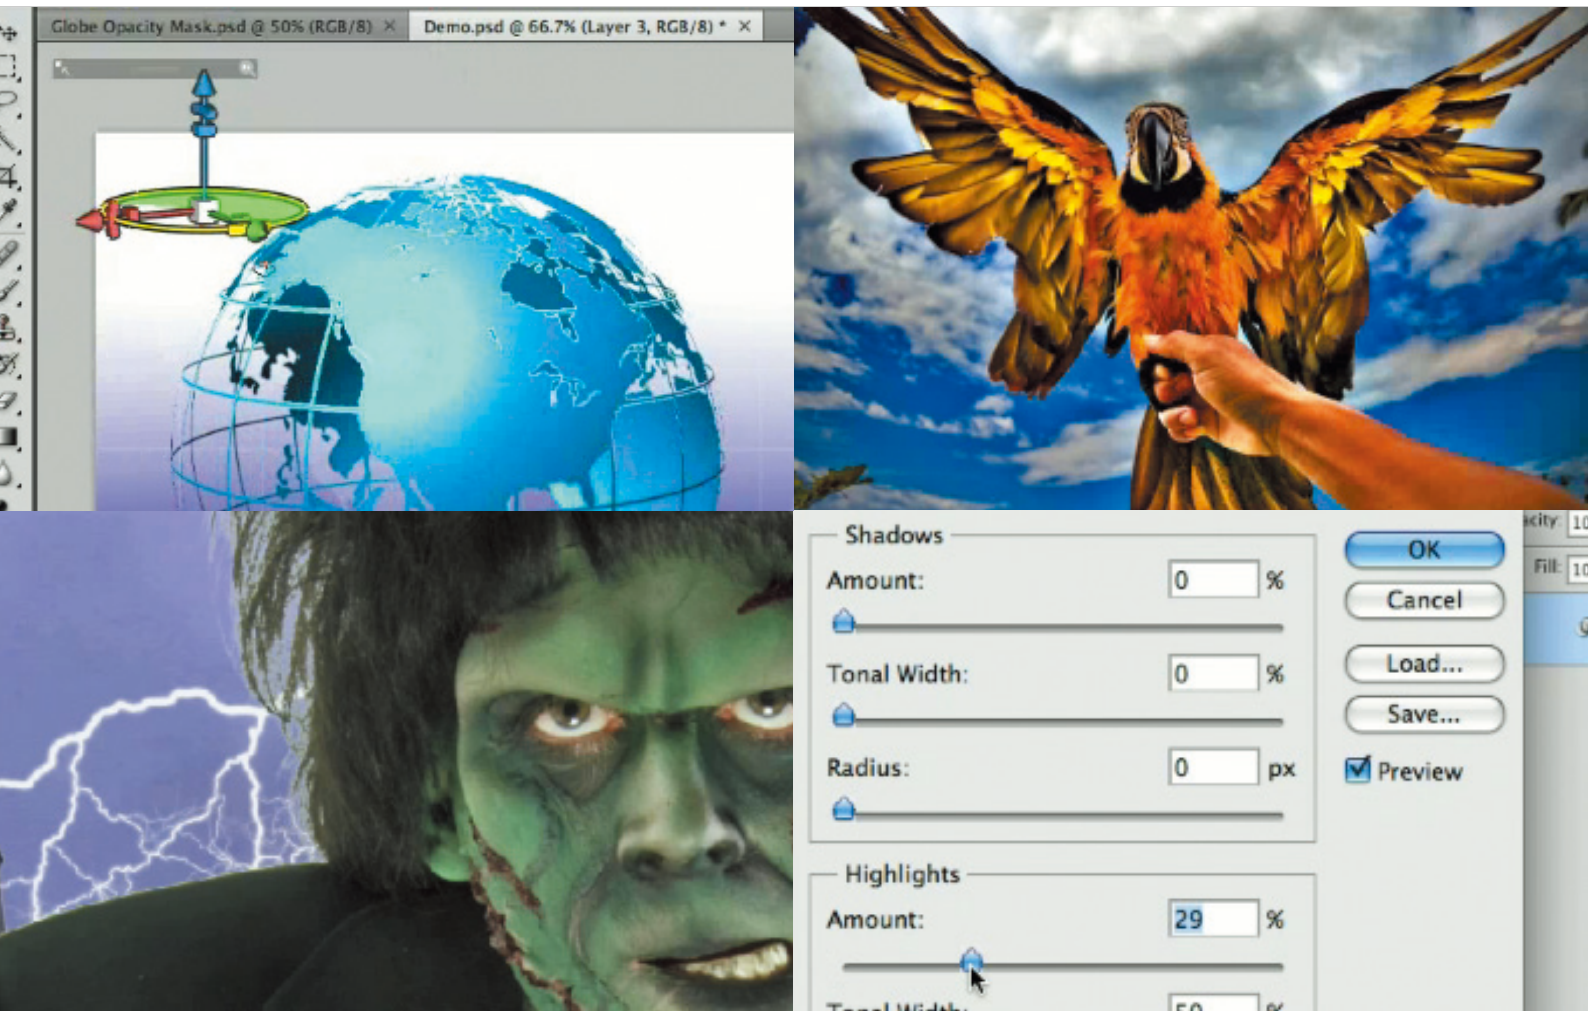 Globe Opacity Mask.psd @ 50% (RGB/8) ×
Demo.psd @ 66.7% (Layer 3, RGB/8) * ×
Shadows
Amount: 0 %
Tonal Width: 0 %
Radius: 0 px
Highlights
Amount: 29 %
OK
Cancel
Load...
Save...
Preview
Fill: